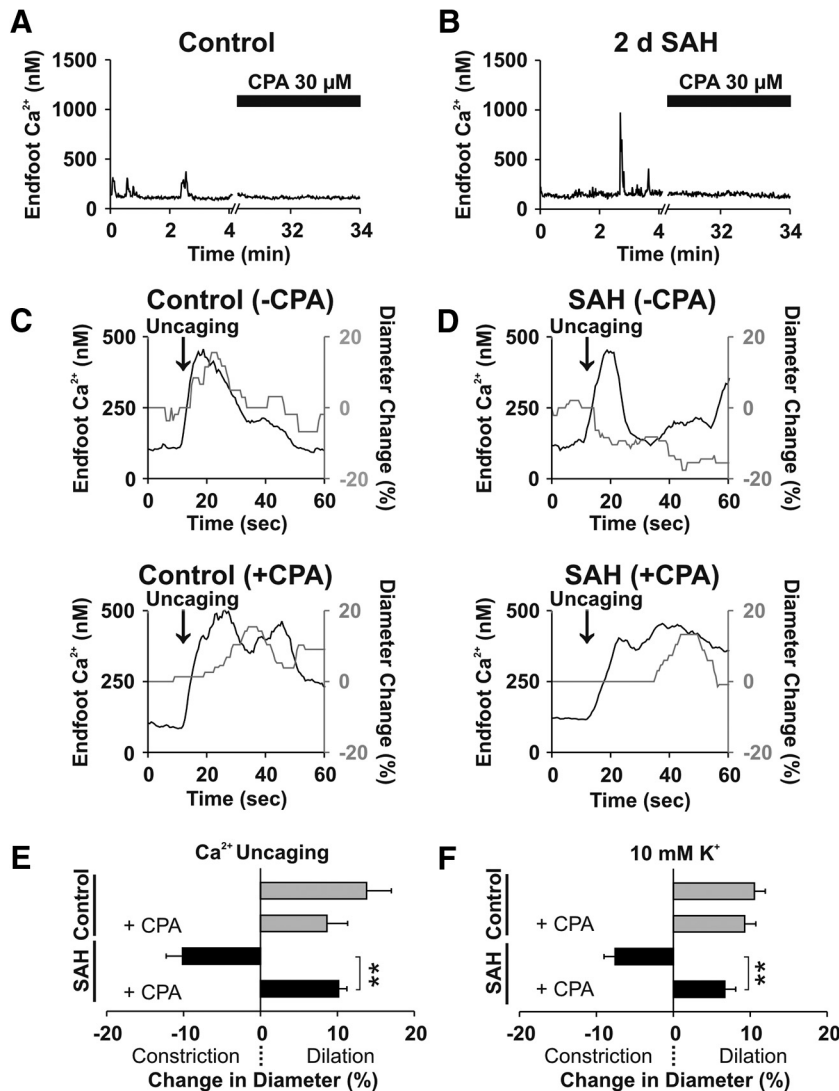 A
Control
Endfoot Ca²⁺ (nM)
1500
1000
500
0
CPA 30 µM
0
2
4
32
34
Time (min)
B
2 d SAH
Endfoot Ca²⁺ (nM)
1500
1000
500
0
CPA 30 µM
0
2
4
32
34
Time (min)
C
Control (-CPA)
Uncaging
Endfoot Ca²⁺ (nM)
500
250
0
20
0
-20
Diameter
Change (%)
0
20
40
60
Time (sec)
D
SAH (-CPA)
Uncaging
Endfoot Ca²⁺ (nM)
500
250
0
20
0
-20
Diameter
Change (%)
0
20
40
60
Time (sec)
Control (+CPA)
Uncaging
Endfoot Ca²⁺ (nM)
500
250
0
20
0
-20
Diameter
Change (%)
0
20
40
60
Time (sec)
SAH (+CPA)
Uncaging
Endfoot Ca²⁺ (nM)
500
250
0
20
0
-20
Diameter
Change (%)
0
20
40
60
Time (sec)
E
Ca²⁺ Uncaging
Control
+ CPA
SAH
+ CPA
**
-20
-10
0
10
20
Constriction
Dilation
Change in Diameter (%)
F
10 mM K⁺
Control
+ CPA
SAH
+ CPA
**
-20
-10
0
10
20
Constriction
Dilation
Change in Diameter (%)